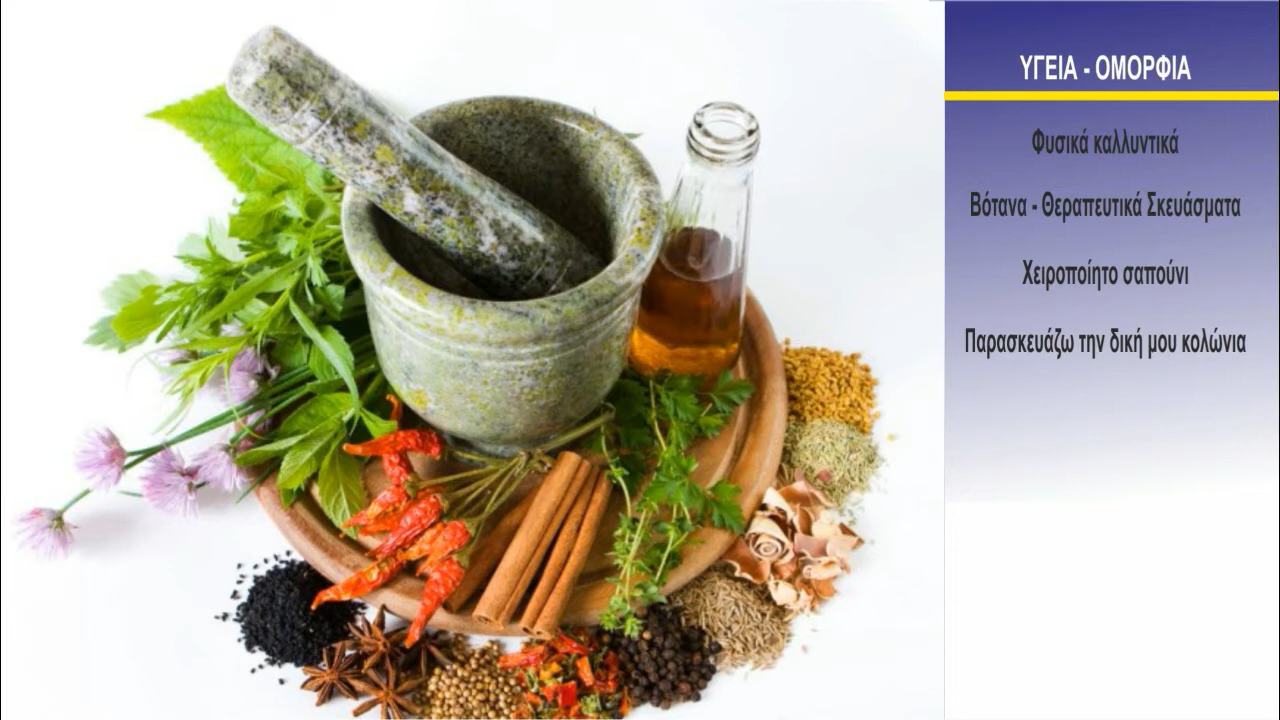 ΥΓΕΙΑ - ΟΜΟΡΦΙΑ
Φυσικά καλλυντικά
Βότανα - Θεραπευτικά Σκευάσματα
Χειροποίητο σαπούνι
Παρασκευάζω την δική μου κολώνια